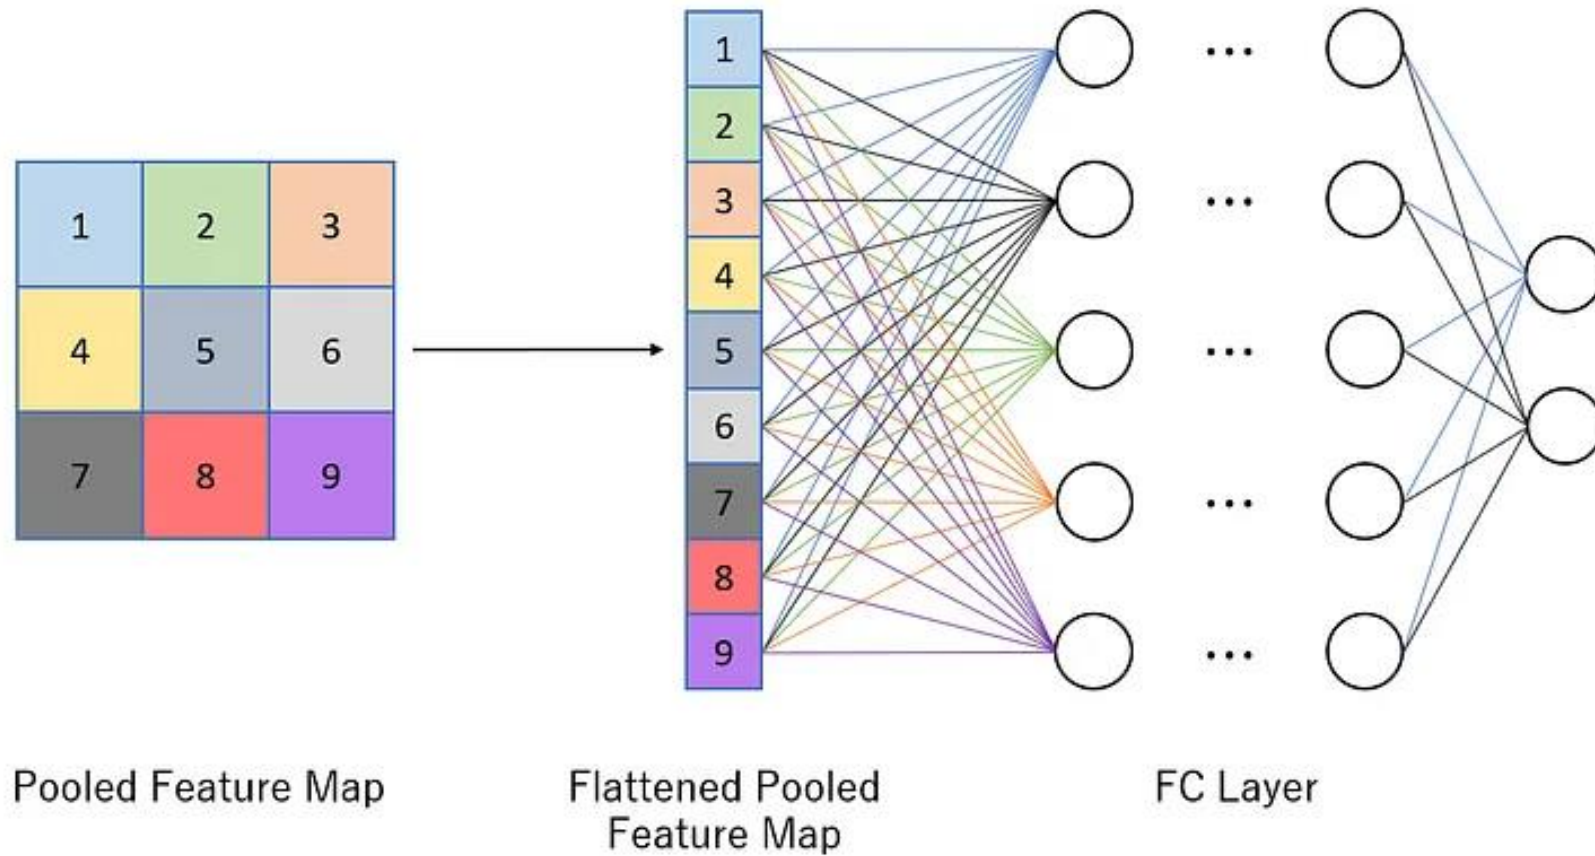 1 2 3
4 5 6
7 8 9
1
2
3
4
5
6
7
8
9
...
...
...
...
...
Pooled Feature Map
Flattened Pooled
Feature Map
FC Layer